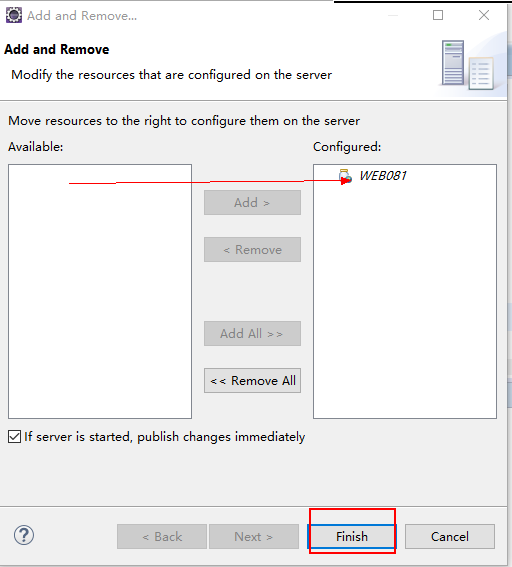 Add and Remove...
Add and Remove
Modify the resources that are configured on the server
Move resources to the right to configure them on the server
Available:
Configured:
WEB081
Add >
< Remove
Add All >>
<< Remove All
If server is started, publish changes immediately
?
< Back
Next >
Finish
Cancel